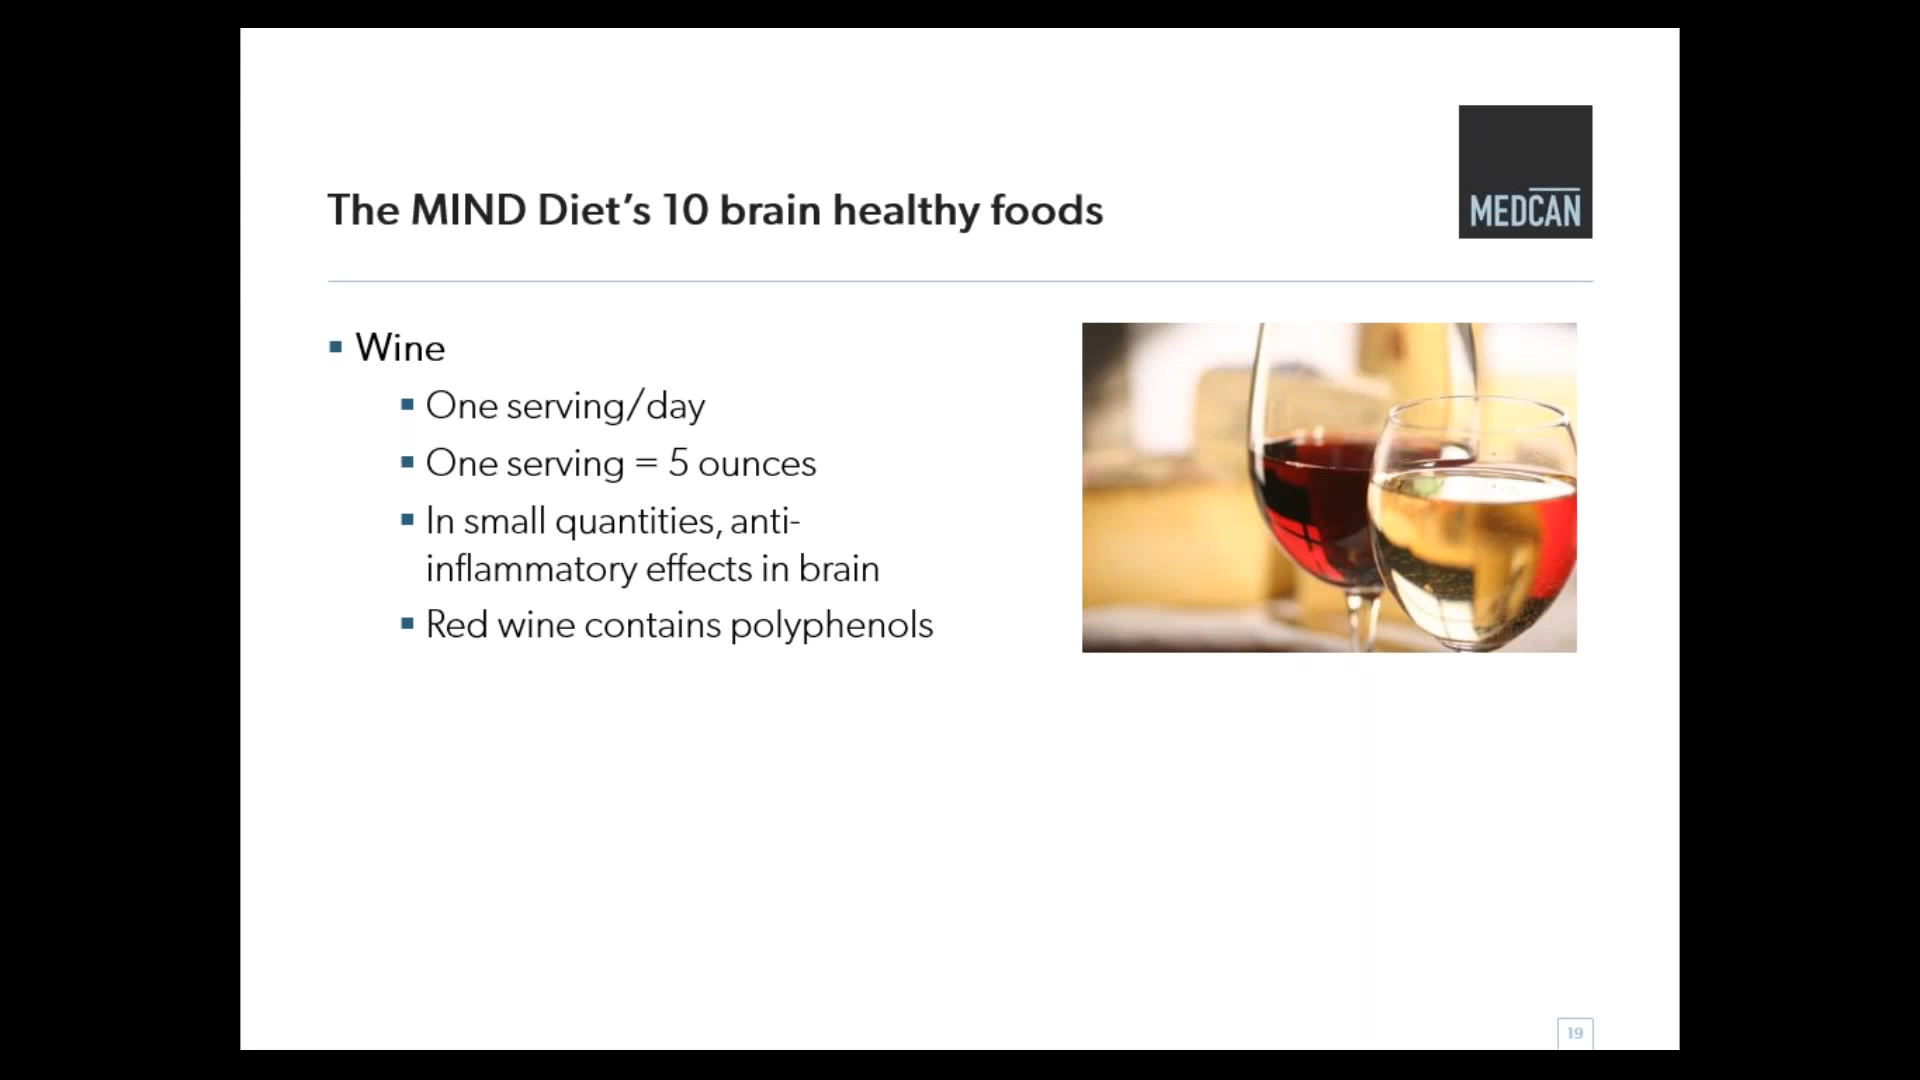 MEDCAN
The MIND Diet’s 10 brain healthy foods
Wine
One serving/day
One serving = 5 ounces
In small quantities, anti-
inflammatory effects in brain
Red wine contains polyphenols
19